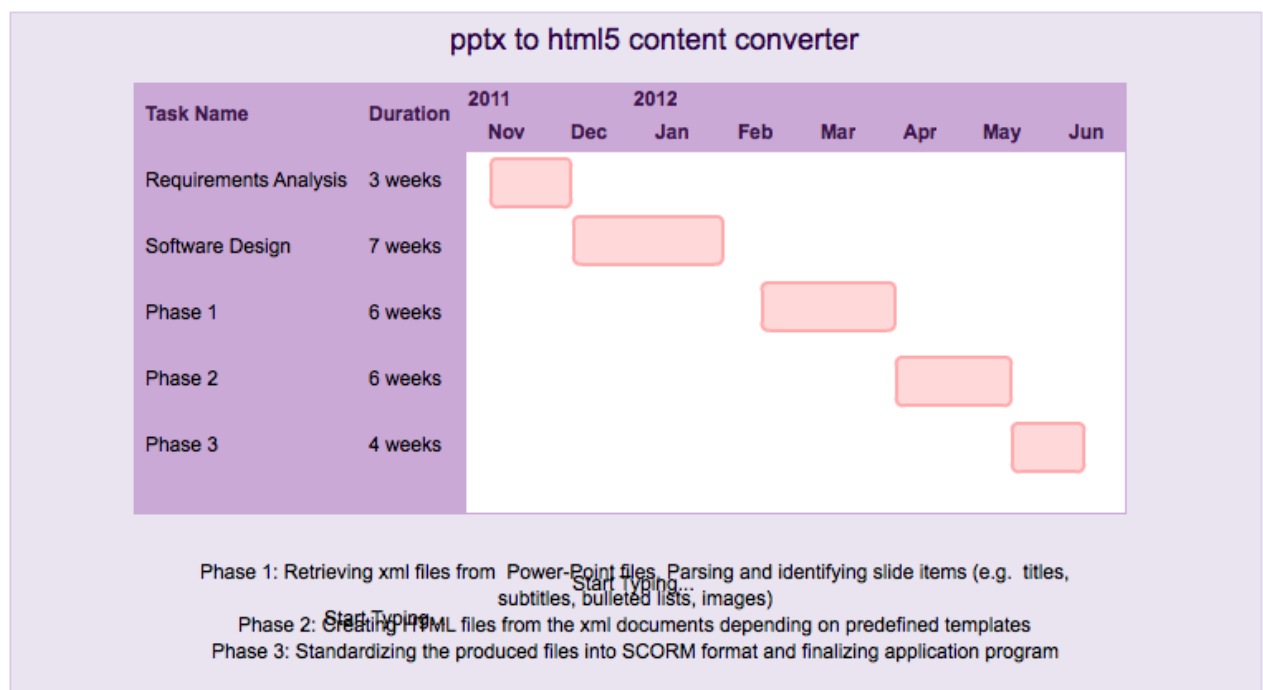 pptx to html5 content converter
Task Name Duration 2011 2012
Nov Dec Jan Feb Mar Apr May Jun
Requirements Analysis 3 weeks
Software Design 7 weeks
Phase 1 6 weeks
Phase 2 6 weeks
Phase 3 4 weeks
Phase 1: Retrieving xml files from Power-Point files, Parsing and identifying slide items (e.g. titles,
Start Typing...
subtitles, bulleted lists, images)
Start Typing...
Phase 2: Creating HTML files from the xml documents depending on predefined templates
Phase 3: Standardizing the produced files into SCORM format and finalizing application program